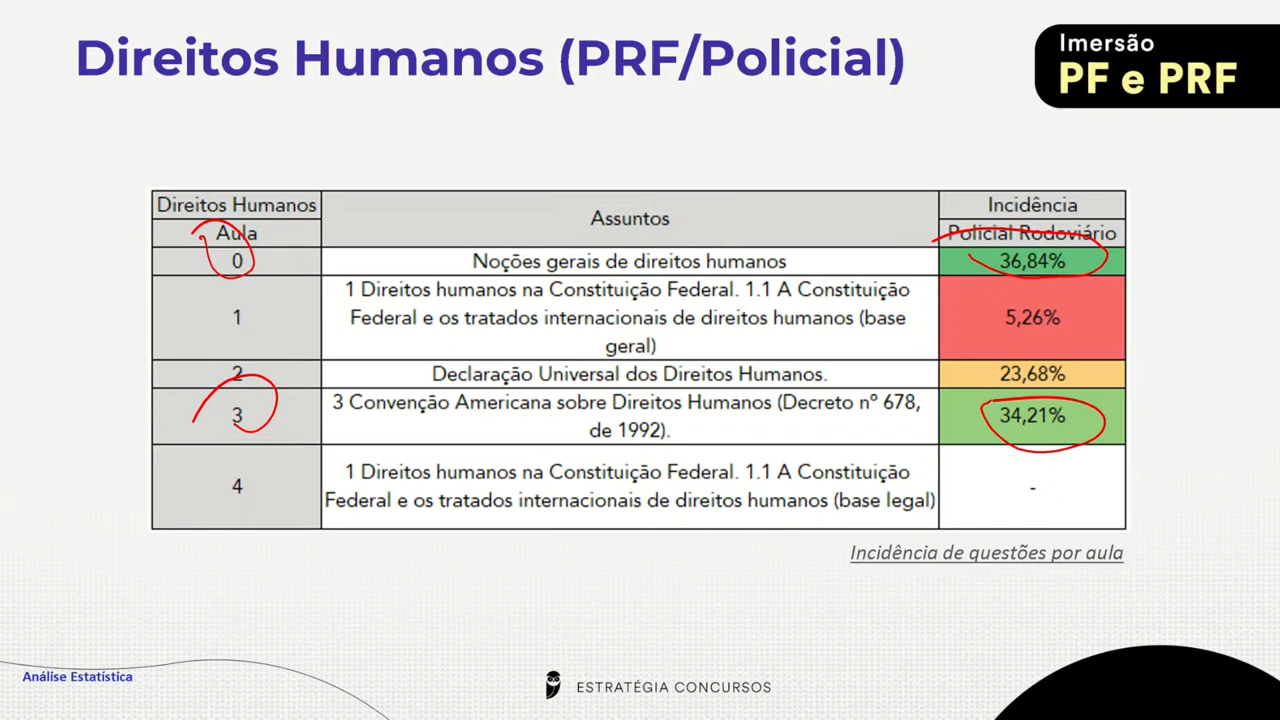 Direitos Humanos (PRF/Policial)
Imersão
PF e PRF
Direitos Humanos
Aula
Assuntos
Incidência
Policial Rodoviário
0
Noções gerais de direitos humanos
36,84%
1
1 Direitos humanos na Constituição Federal. 1.1 A Constituição
Federal e os tratados internacionais de direitos humanos (base
geral)
5,26%
2
Declaração Universal dos Direitos Humanos.
23,68%
3
3 Convenção Americana sobre Direitos Humanos (Decreto nº 678,
de 1992).
34,21%
4
1 Direitos humanos na Constituição Federal. 1.1 A Constituição
Federal e os tratados internacionais de direitos humanos (base legal)
-
Incidência de questões por aula
Análise Estatística
ESTRATÉGIA CONCURSOS